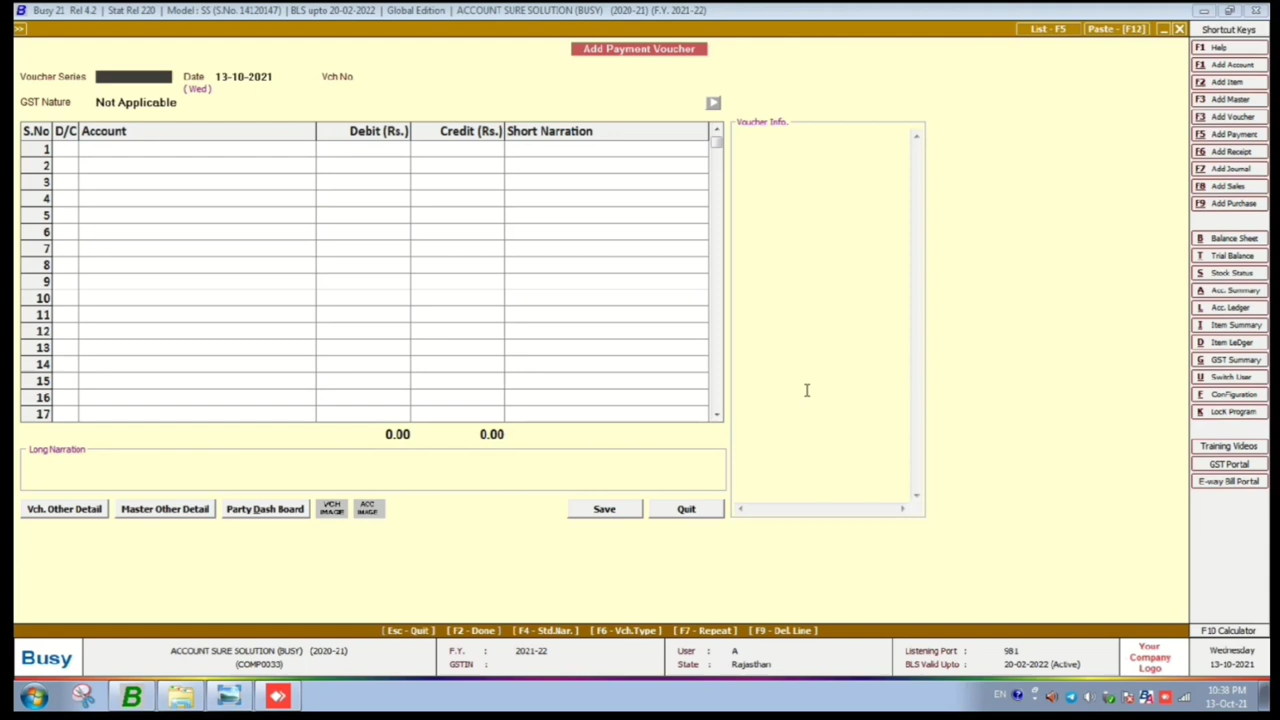 Busy 21 Rel 4.2 | Stat Rel 220 | Model : SS (S.No. 14120147) | BLS upto 20-02-2022 | Global Edition | ACCOUNT SURE SOLUTION (BUSY) (2020-21) (F.Y. 2021-22)
>> List - F5 Paste - [F12]
Add Payment Voucher
Voucher Series Date 13-10-2021 Vch No
( Wed )
GST Nature Not Applicable
S.No D/C Account Debit (Rs.) Credit (Rs.) Short Narration
1
2
3
4
5
6
7
8
9
10
11
12
13
14
15
16
17
0.00 0.00
Voucher Info.
Long Narration
Vch. Other Detail Master Other Detail Party Dash Board VCH IMAGE ACC IMAGE Save Quit
Shortcut Keys
F1 Help
F1 Add Account
F2 Add Item
F3 Add Master
F3 Add Voucher
F5 Add Payment
F6 Add Receipt
F7 Add Journal
F8 Add Sales
F9 Add Purchase
B Balance Sheet
T Trial Balance
S Stock Status
A Acc. Summary
L Acc. Ledger
I Item Summary
D Item LeDger
G GST Summary
U Switch User
F ConFiguration
K LocK Program
Training Videos
GST Portal
E-way Bill Portal
[ Esc - Quit ] [ F2 - Done ] [ F4 - Std.Nar. ] [ F6 - Vch.Type ] [ F7 - Repeat ] [ F9 - Del. Line ]
F10 Calculator
Busy
ACCOUNT SURE SOLUTION (BUSY) (2020-21)
(COMP0033)
F.Y. : 2021-22
GSTIN :
User : A
State : Rajasthan
Listening Port : 981
BLS Valid Upto : 20-02-2022 (Active)
Your
Company
Logo
Wednesday
13-10-2021
EN
10:38 PM
13-Oct-21